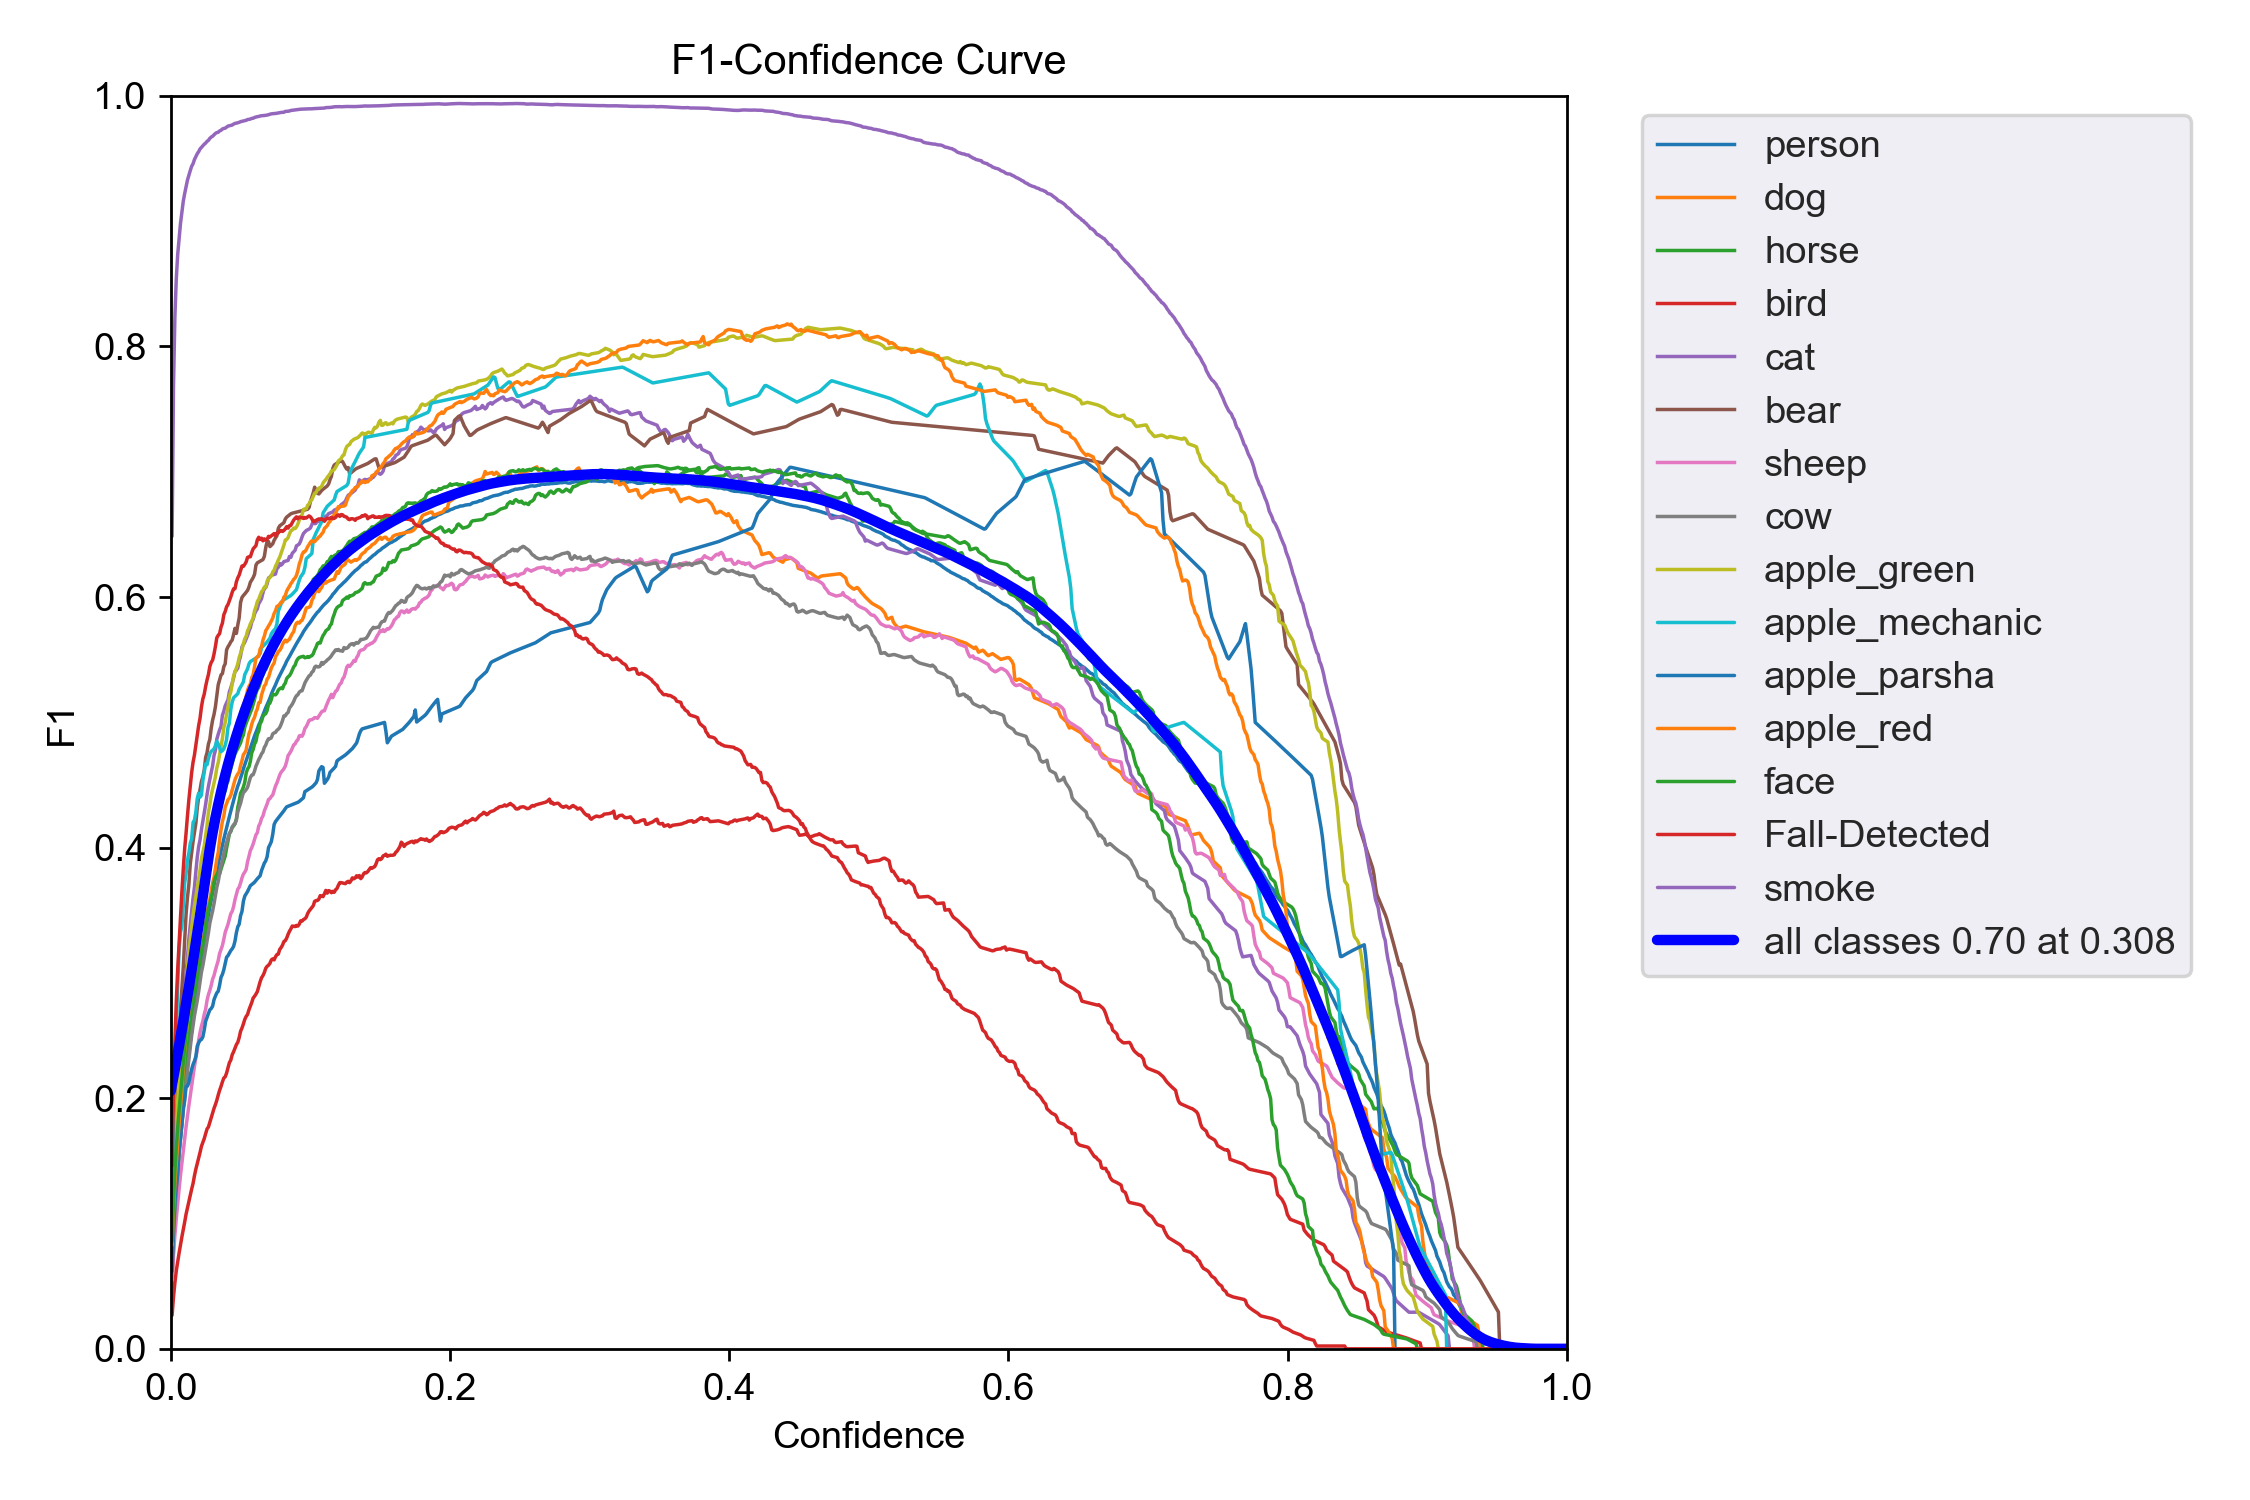 F1-Confidence Curve
1.0
0.8
0.6
0.4
0.2
0.0
F1
0.0 0.2 0.4 0.6 0.8 1.0
Confidence
person
dog
horse
bird
cat
bear
sheep
cow
apple_green
apple_mechanic
apple_parsha
apple_red
face
Fall-Detected
smoke
all classes 0.70 at 0.308